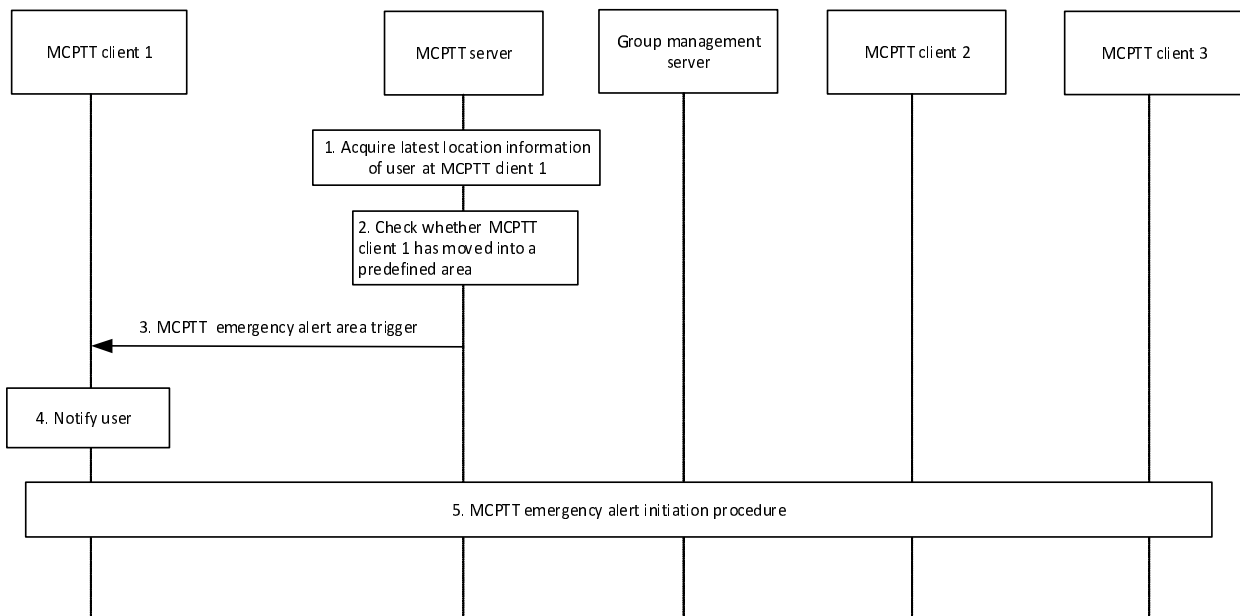 MCPTT client 1
MCPTT server
Group management
server
MCPTT client 2
MCPTT client 3
1. Acquire latest location information
of user at MCPTT client 1
2. Check whether MCPTT
client 1 has moved into a
predefined area
3. MCPTT emergency alert area trigger
4. Notify user
5. MCPTT emergency alert initiation procedure